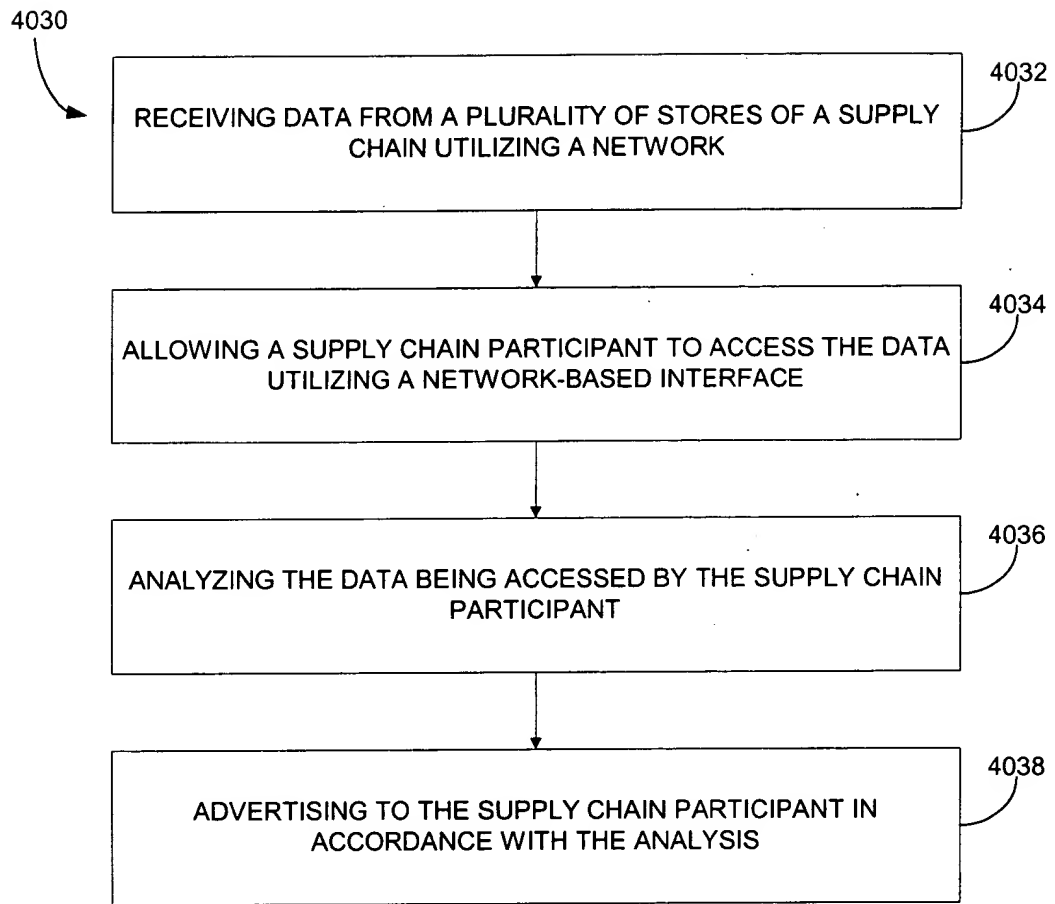 4030
4032
RECEIVING DATA FROM A PLURALITY OF STORES OF A SUPPLY
CHAIN UTILIZING A NETWORK
4034
ALLOWING A SUPPLY CHAIN PARTICIPANT TO ACCESS THE DATA
UTILIZING A NETWORK-BASED INTERFACE
4036
ANALYZING THE DATA BEING ACCESSED BY THE SUPPLY CHAIN
PARTICIPANT
4038
ADVERTISING TO THE SUPPLY CHAIN PARTICIPANT IN
ACCORDANCE WITH THE ANALYSIS